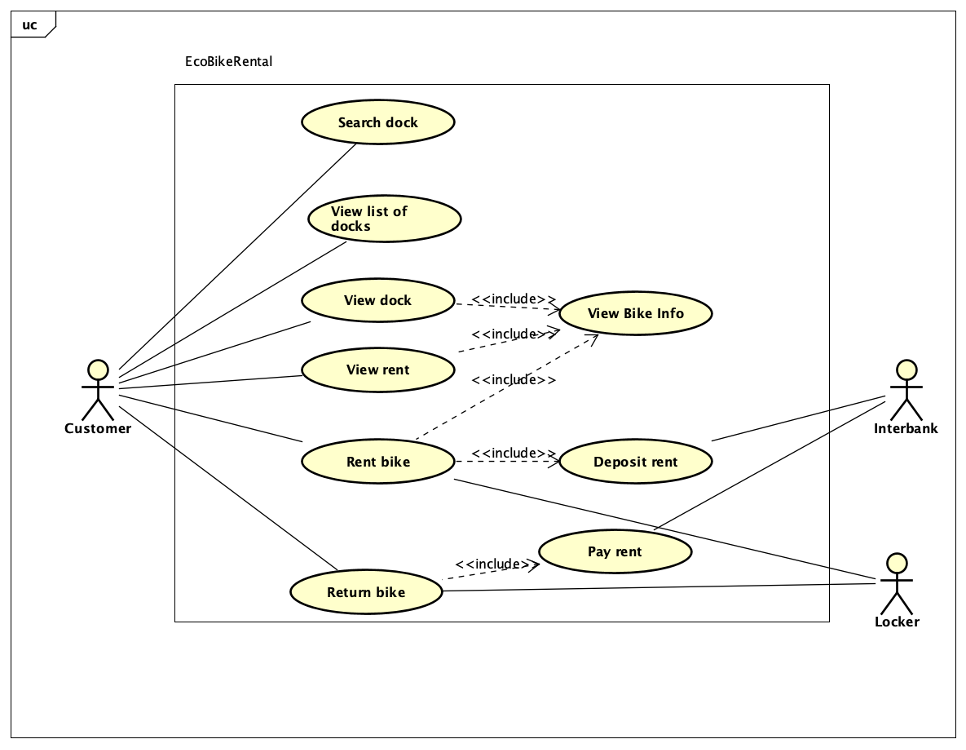 uc
EcoBikeRental
Search dock
View list of
docks
View dock
<<include>>
View Bike Info
<<include>>
View rent
<<include>>
Customer
Interbank
Rent bike
<<include>>
Deposit rent
Pay rent
<<include>>
Return bike
Locker